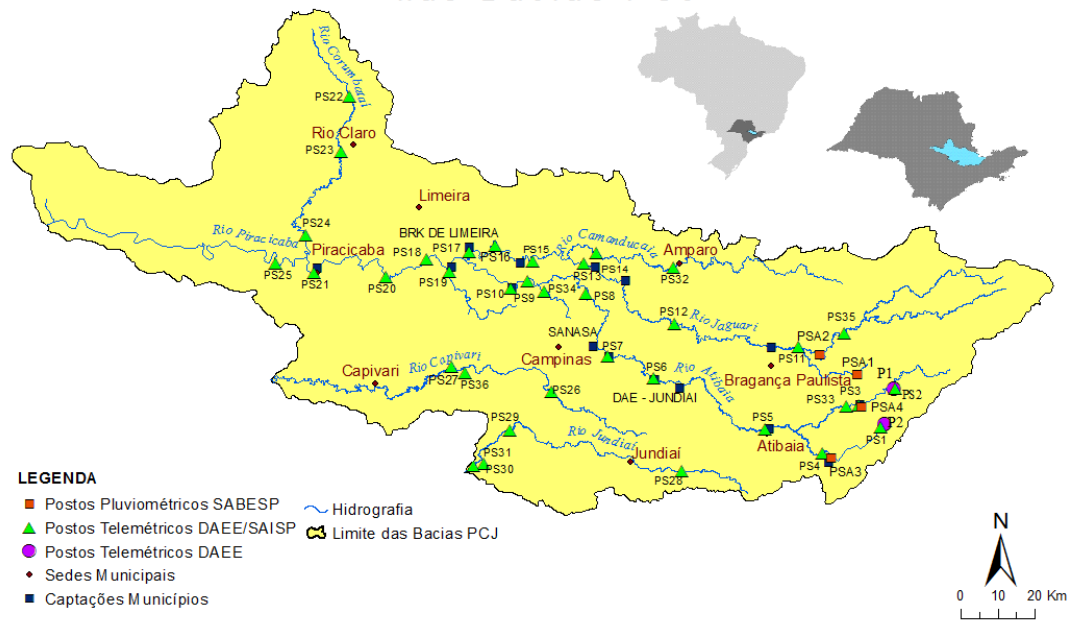 Rio Corumbataí
PS22
Rio Claro
PS23
Limeira
PS24
Rio Piracicaba
BRK DE LIMEIRA
Rio Camanducaia
Piracicaba
PS18
PS17
PS16
PS15
Amparo
PS25
PS21
PS20
PS19
PS13
PS14
PS32
PS10
PS9
PS34
PS8
PS12
Rio Jaguari
PS35
SANASA
PSA2
PS7
PS11
Campinas
PSA1
Rio Capivari
PS6
Rio Atibaia
Bragança Paulista
P1
Capivari
PS27
PS36
PS26
DAE - JUNDIAI
PS3
PS2
PS33
PSA4
PS29
PS5
P2
Rio Jundiaí
Atibaia
PS1
PS31
Jundiaí
PS30
PS28
PS4
PSA3
LEGENDA
Postos Pluviométricos SABESP
Hidrografia
Postos Telemétricos DAEE/SAISP
Limite das Bacias PCJ
Postos Telemétricos DAEE
Sedes Municipais
Captações Municípios
N
0 10 20 Km